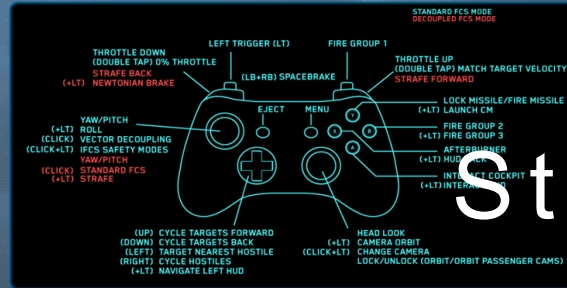 STANDARD FCS MODE
DECOUPLED FCS MODE
LEFT TRIGGER (LT)
FIRE GROUP 1
THROTTLE DOWN
(DOUBLE TAP) 0% THROTTLE
STRAFE BACK
(+LT) NEWTONIAN BRAKE
(LB+RB) SPACEBRAKE
THROTTLE UP
(DOUBLE TAP) MATCH TARGET VELOCITY
STRAFE FORWARD
EJECT
MENU
YAW/PITCH
(+LT) ROLL
(CLICK) VECTOR DECOUPLING
(CLICK+LT) IFCS SAFETY MODES
YAW/PITCH
(CLICK) STANDARD FCS
(+LT) STRAFE
Y
X
B
A
LOCK MISSILE/FIRE MISSILE
(+LT) LAUNCH CM
FIRE GROUP 2
(+LT) FIRE GROUP 3
AFTERBURNER
(+LT)
COCKPIT
(+LT)
St
(UP) CYCLE TARGETS FORWARD
(DOWN) CYCLE TARGETS BACK
(LEFT) TARGET NEAREST HOSTILE
(RIGHT) CYCLE HOSTILES
(+LT) NAVIGATE LEFT HUD
HEAD LOOK
(+LT) CAMERA ORBIT
(CLICK+LT) CHANGE CAMERA
LOCK/UNLOCK (ORBIT/ORBIT PASSENGER CAMS)